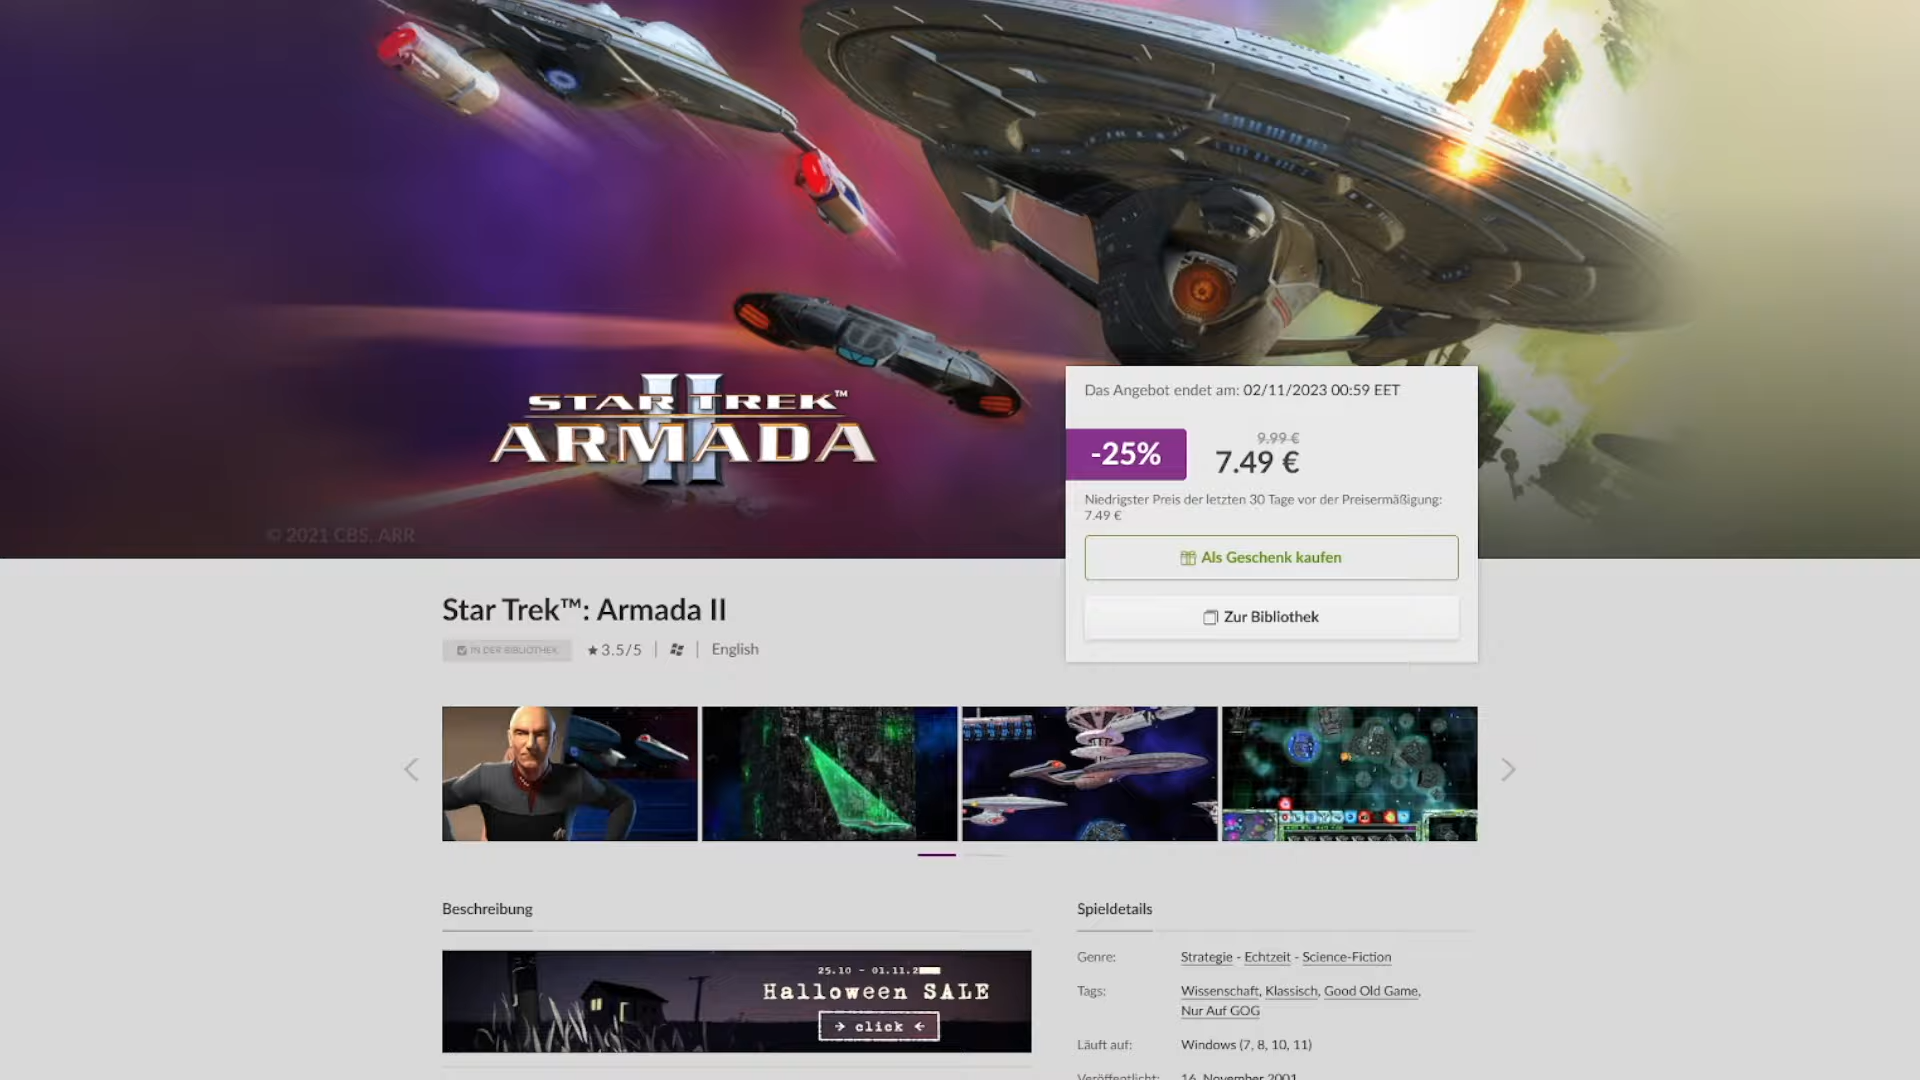 STAR TREK™
II
ARMADA
© 2021 CBS, ARR
Das Angebot endet am: 02/11/2023 00:59 EET
-25%
9.99 €
7.49 €
Niedrigster Preis der letzten 30 Tage vor der Preisermäßigung:
7.49 €
Als Geschenk kaufen
Zur Bibliothek
Star Trek™: Armada II
IN DER BIBLIOTHEK
3.5/5
English
Beschreibung
25.10 - 01.11.2
Halloween SALE
→ click ←
Spieldetails
Genre: Strategie - Echtzeit - Science-Fiction
Tags: Wissenschaft, Klassisch, Good Old Game,
Nur Auf GOG
Läuft auf: Windows (7, 8, 10, 11)
Veröffentlicht: 16. November 2001